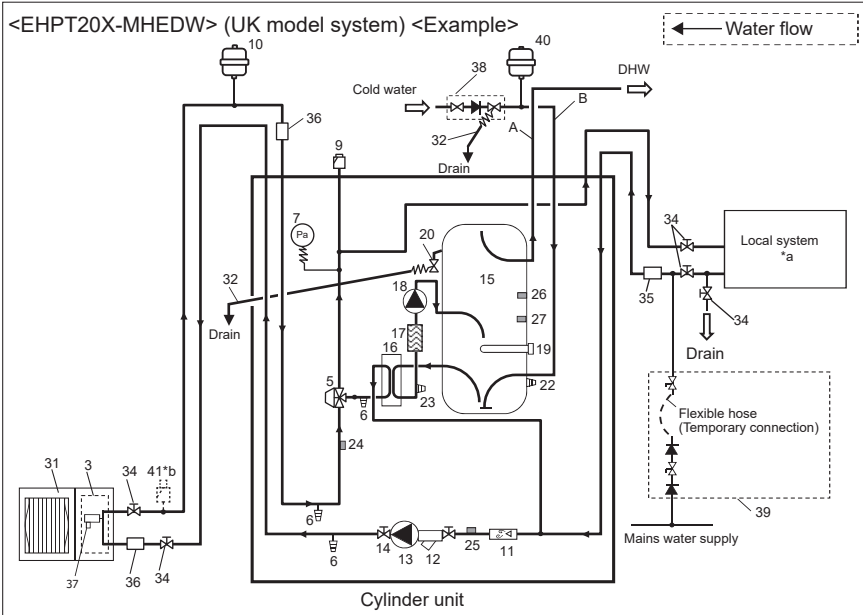 <EHPT20X-MHEDW> (UK model system) <Example>
Water flow
10
40
38
DHW
Cold water
B
36
A
32
9
Drain
7
Pa
20
34
Local system
*a
15
32
18
26
35
27
34
Drain
17
Drain
16
19
5
22
23
6
Flexible hose
(Temporary connection)
24
31
3
34
41*b
6
39
25
6
14
13
12
11
Mains water supply
37
36
34
Cylinder unit